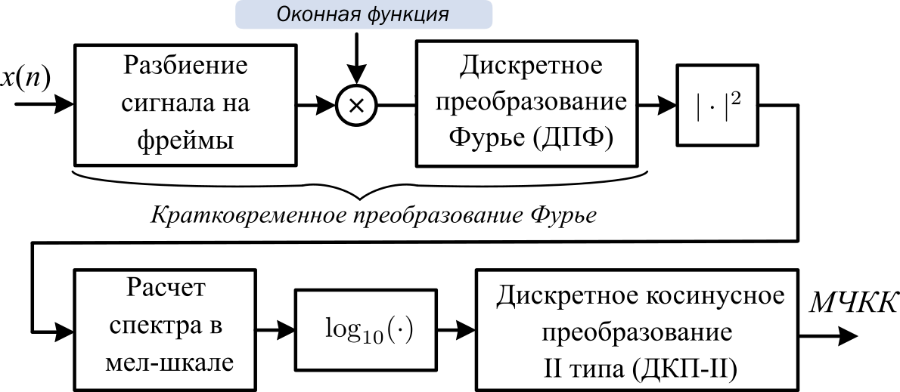 Оконная функция
x(n)
Разбиение
сигнала на
фреймы
×
Дискретное
преобразование
Фурье (ДПФ)
| · |²
Кратковременное преобразование Фурье
Расчет
спектра в
мел-шкале
log₁₀(·)
Дискретное косинусное
преобразование
II типа (ДКП-II)
МЧКК